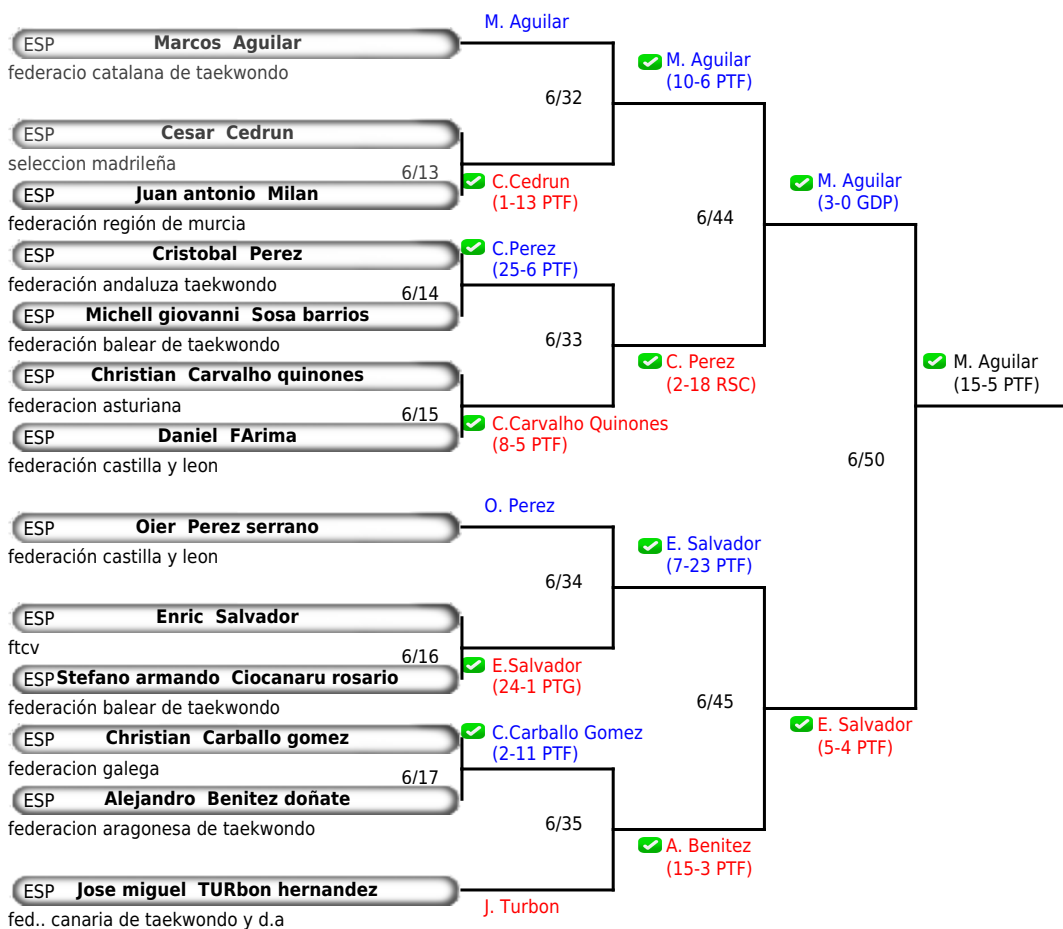 M. Aguilar
ESP Marcos Aguilar
federacio catalana de taekwondo
M. Aguilar
(10-6 PTF)
6/32
ESP Cesar Cedrun
seleccion madrileña
6/13
C.Cedrun
(1-13 PTF)
ESP Juan antonio Milan
federación región de murcia
M. Aguilar
(3-0 GDP)
6/44
ESP Cristobal Perez
federación andaluza taekwondo
C.Perez
(25-6 PTF)
6/14
ESP Michell giovanni Sosa barrios
federación balear de taekwondo
6/33
C. Perez
(2-18 RSC)
M. Aguilar
(15-5 PTF)
ESP Christian Carvalho quinones
federacion asturiana
6/15
C.Carvalho Quinones
(8-5 PTF)
ESP Daniel FArima
federación castilla y leon
6/50
O. Perez
ESP Oier Perez serrano
federación castilla y leon
E. Salvador
(7-23 PTF)
6/34
ESP Enric Salvador
ftcv
6/16
E.Salvador
(24-1 PTG)
ESP Stefano armando Ciocanaru rosario
federación balear de taekwondo
6/45
E. Salvador
(5-4 PTF)
ESP Christian Carballo gomez
federacion galega
C.Carballo Gomez
(2-11 PTF)
6/17
ESP Alejandro Benitez doñate
federacion aragonesa de taekwondo
6/35
A. Benitez
(15-3 PTF)
ESP Jose miguel TURbon hernandez
fed.. canaria de taekwondo y d.a
J. Turbon